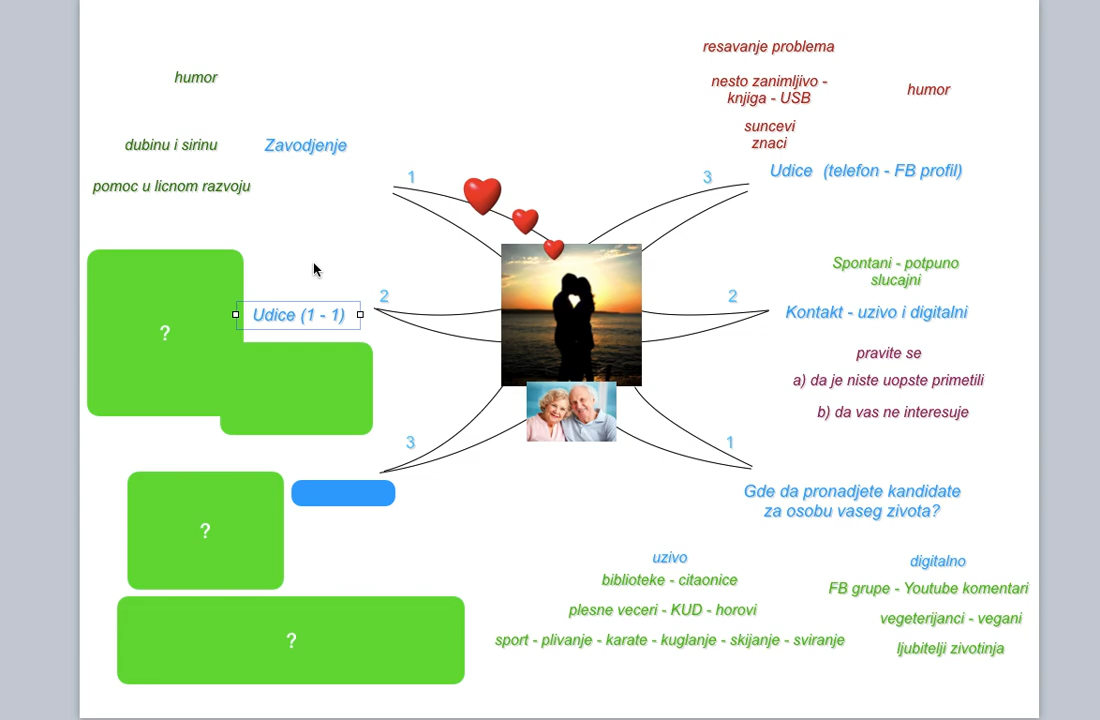 humor
dubinu i sirinu
Zavodjenje
pomoc u licnom razvoju
1
2
Udice (1 - 1)
?
3
?
?
resavanje problema
nesto zanimljivo -
knjiga - USB
humor
suncevi
znaci
3
Udice (telefon - FB profil)
Spontani - potpuno
slucajni
2
Kontakt - uzivo i digitalni
pravite se
a) da je niste uopste primetili
b) da vas ne interesuje
1
Gde da pronadjete kandidate
za osobu vaseg zivota?
uzivo
biblioteke - citaonice
plesne veceri - KUD - horovi
sport - plivanje - karate - kuglanje - skijanje - sviranje
digitalno
FB grupe - Youtube komentari
vegeterijanci - vegani
ljubitelji zivotinja